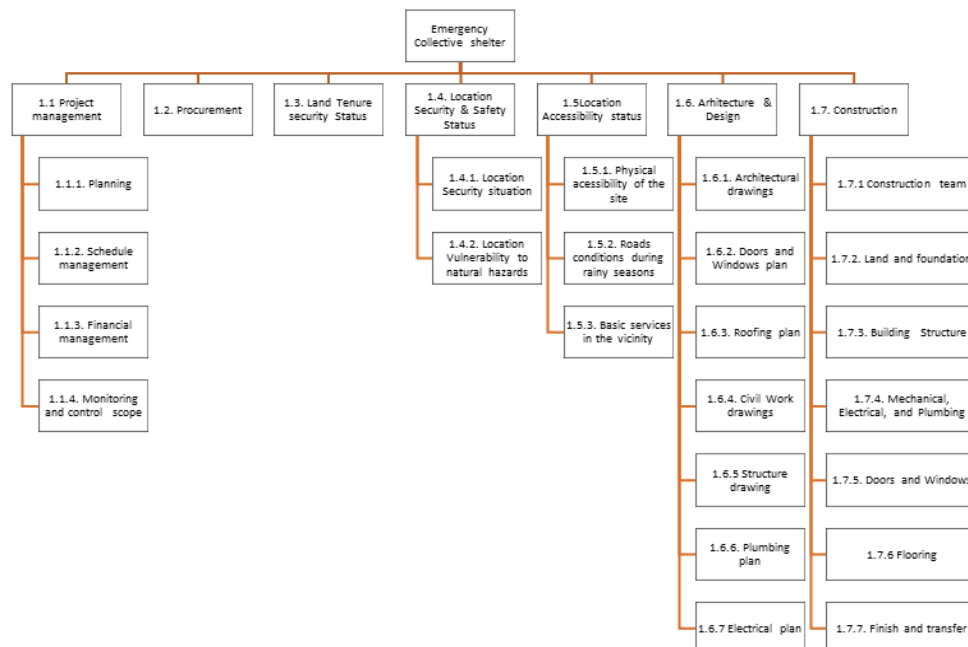 Emergency
Collective shelter
1.1 Project
management
1.2. Procurement
1.3. Land Tenure
security Status
1.4. Location
Security & Safety
Status
1.5Location
Accessibility status
1.6. Arhitecture &
Design
1.7. Construction
1.1.1. Planning
1.1.2. Schedule
management
1.1.3. Financial
management
1.1.4. Monitoring
and control scope
1.4.1. Location
Security situation
1.4.2. Location
Vulnerability to
natural hazards
1.5.1. Physical
acessibility of the
site
1.5.2. Roads
conditions during
rainy seasons
1.5.3. Basic services
in the vicinity
1.6.1. Architectural
drawings
1.6.2. Doors and
Windows plan
1.6.3. Roofing plan
1.6.4. Civil Work
drawings
1.6.5 Structure
drawing
1.6.6. Plumbing
plan
1.6.7 Electrical plan
1.7.1 Construction team
1.7.2. Land and foundation
1.7.3. Building Structure
1.7.4. Mechanical,
Electrical, and Plumbing
1.7.5. Doors and Windows
1.7.6 Flooring
1.7.7. Finish and transfer